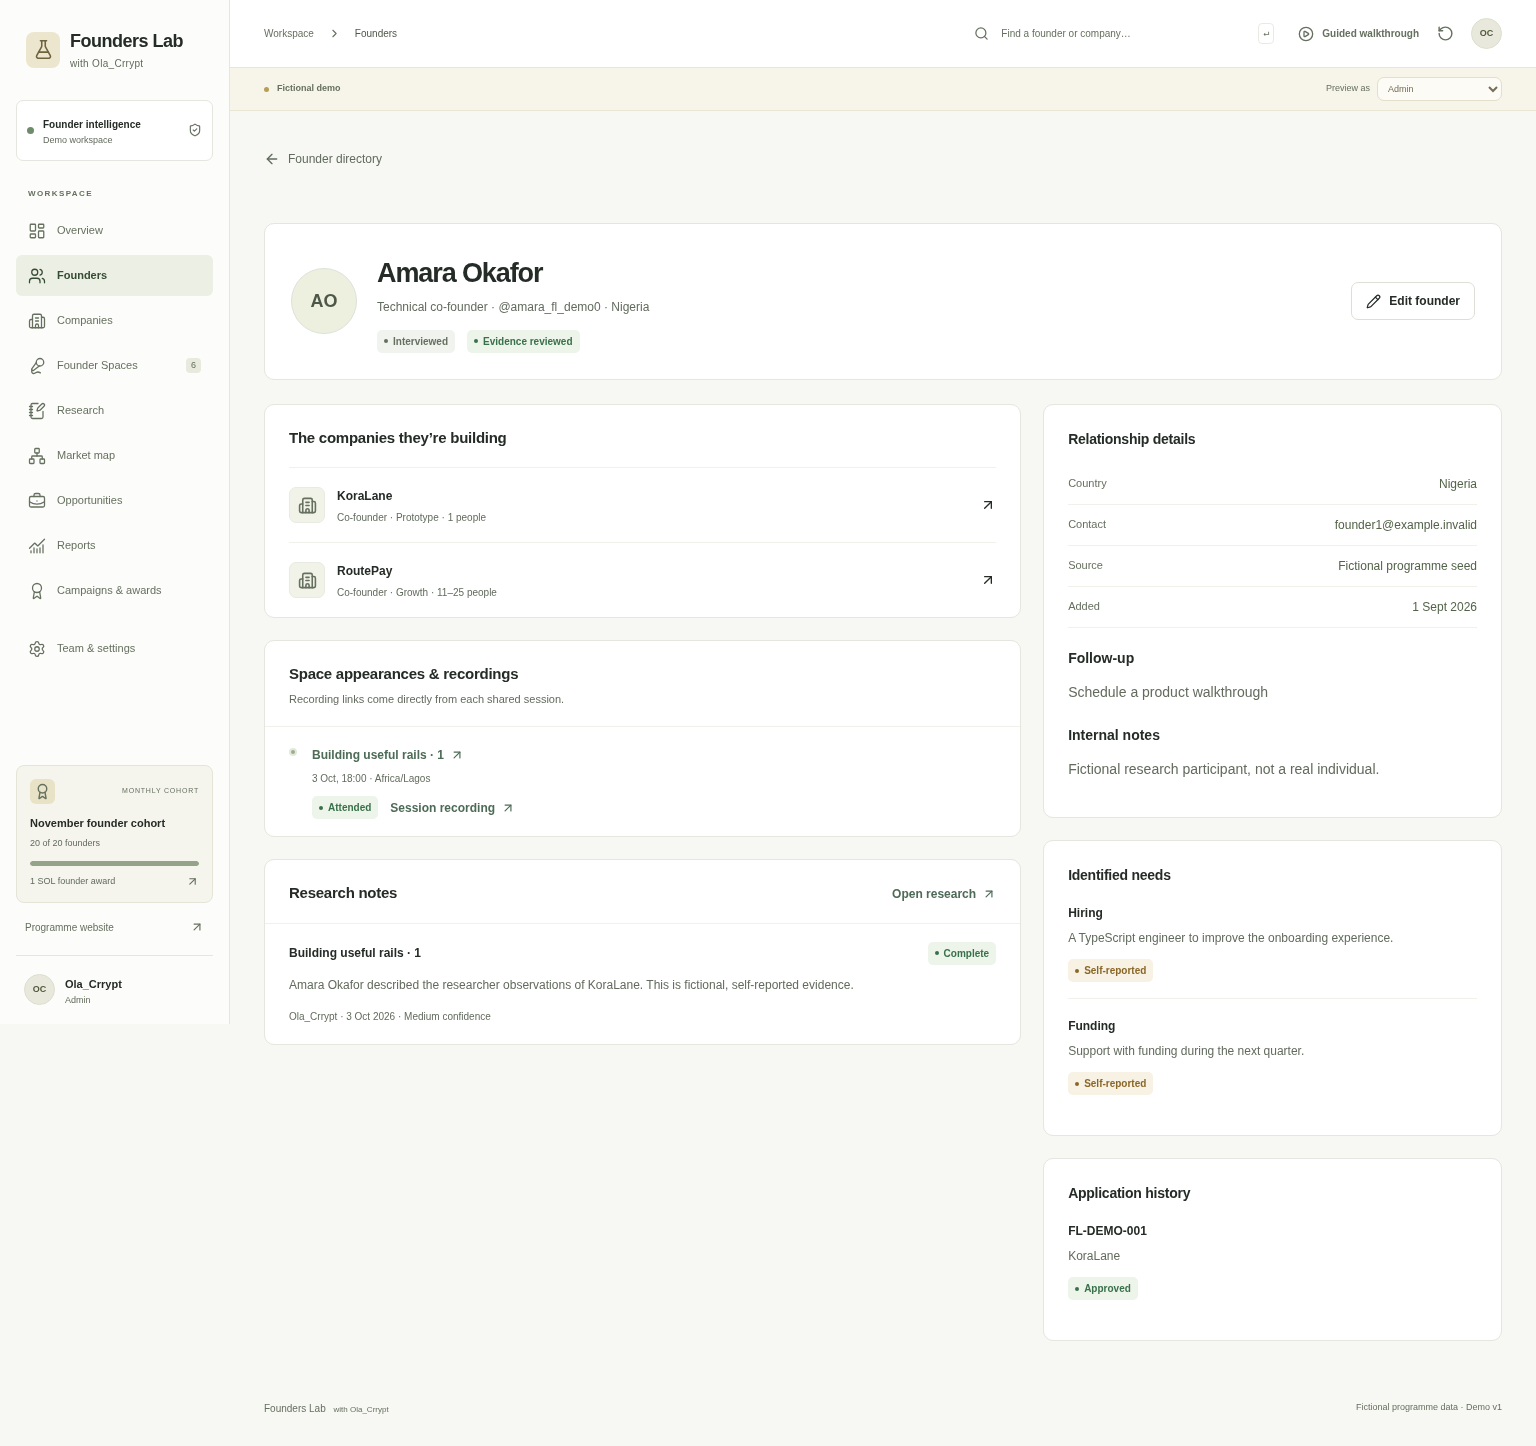 Founders Lab
with Ola_Crrypt
Founder intelligence
Demo workspace
WORKSPACE
Overview
Founders
Companies
Founder Spaces 6
Research
Market map
Opportunities
Reports
Campaigns & awards
Team & settings
MONTHLY COHORT
November founder cohort
20 of 20 founders
1 SOL founder award
Programme website
OC
Ola_Crrypt
Admin
Workspace Founders
Find a founder or company…
Guided walkthrough
OC
Fictional demo
Preview as Admin
Founder directory
AO
Amara Okafor
Technical co-founder · @amara_fl_demo0 · Nigeria
Interviewed Evidence reviewed
Edit founder
The companies they’re building
KoraLane
Co-founder · Prototype · 1 people
RoutePay
Co-founder · Growth · 11–25 people
Space appearances & recordings
Recording links come directly from each shared session.
Building useful rails · 1
3 Oct, 18:00 · Africa/Lagos
Attended Session recording
Research notes Open research
Building useful rails · 1 Complete
Amara Okafor described the researcher observations of KoraLane. This is fictional, self-reported evidence.
Ola_Crrypt · 3 Oct 2026 · Medium confidence
Relationship details
Country Nigeria
Contact founder1@example.invalid
Source Fictional programme seed
Added 1 Sept 2026
Follow-up
Schedule a product walkthrough
Internal notes
Fictional research participant, not a real individual.
Identified needs
Hiring
A TypeScript engineer to improve the onboarding experience.
Self-reported
Funding
Support with funding during the next quarter.
Self-reported
Application history
FL-DEMO-001
KoraLane
Approved
Founders Lab with Ola_Crrypt
Fictional programme data · Demo v1